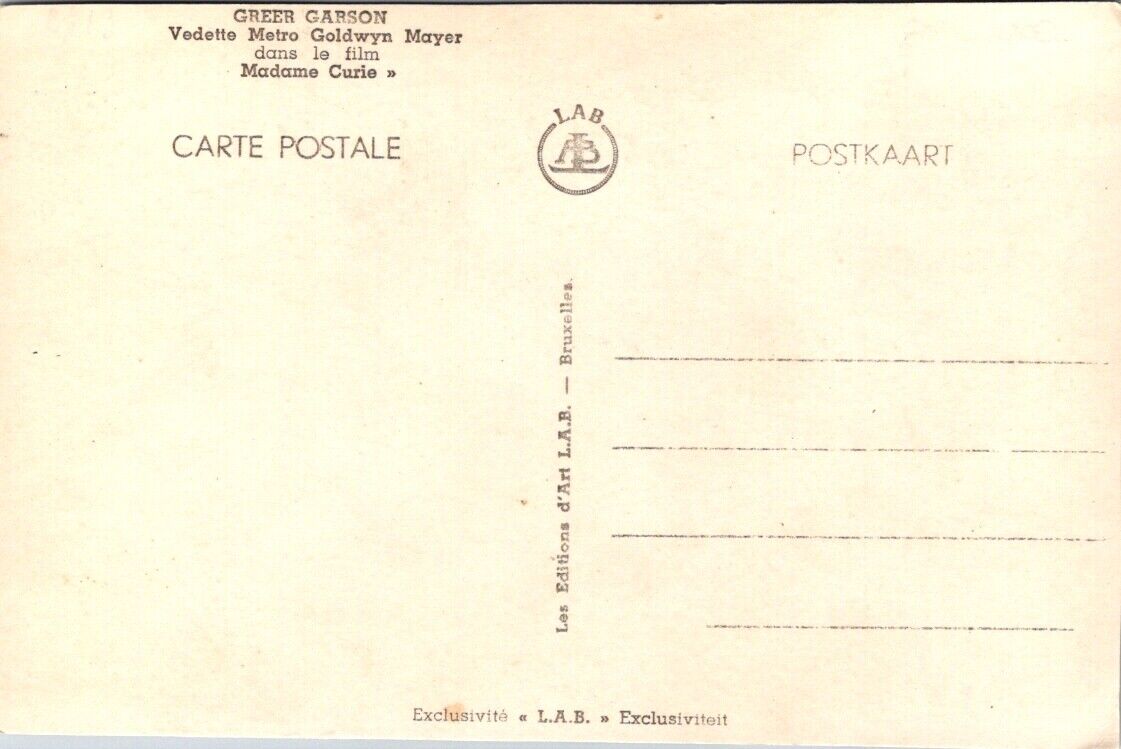 GREER GARSON
Vedette Metro Goldwyn Mayer
dans le film
Madame Curie »
CARTE POSTALE
LAB
LAB
POSTKAART
Les Editions d'Art L.A.B. — Bruxelles.
Exclusivité « L.A.B. » Exclusiviteit